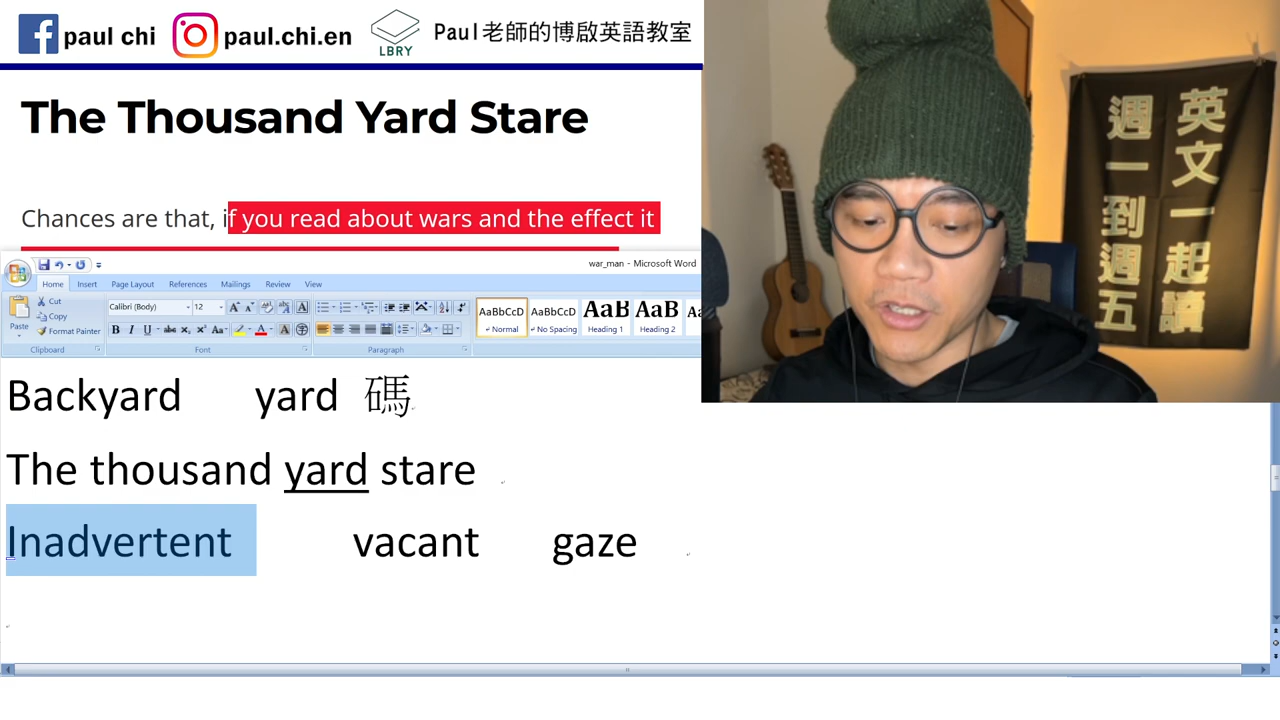 paul chi paul.chi.en LBRY Paul老師的博啟英語教室
The Thousand Yard Stare
Chances are that, if you read about wars and the effect it
war_man - Microsoft Word
Home Insert Page Layout References Mailings Review View
Paste Cut Copy Format Painter Clipboard
Calibri (Body) 12 Font
Paragraph
AaBbCcD Normal AaBbCcD No Spacing AaB Heading 1 AaB Heading 2
Backyard yard 碼
The thousand yard stare
Inadvertent vacant gaze
英文一起讀
週一到週五